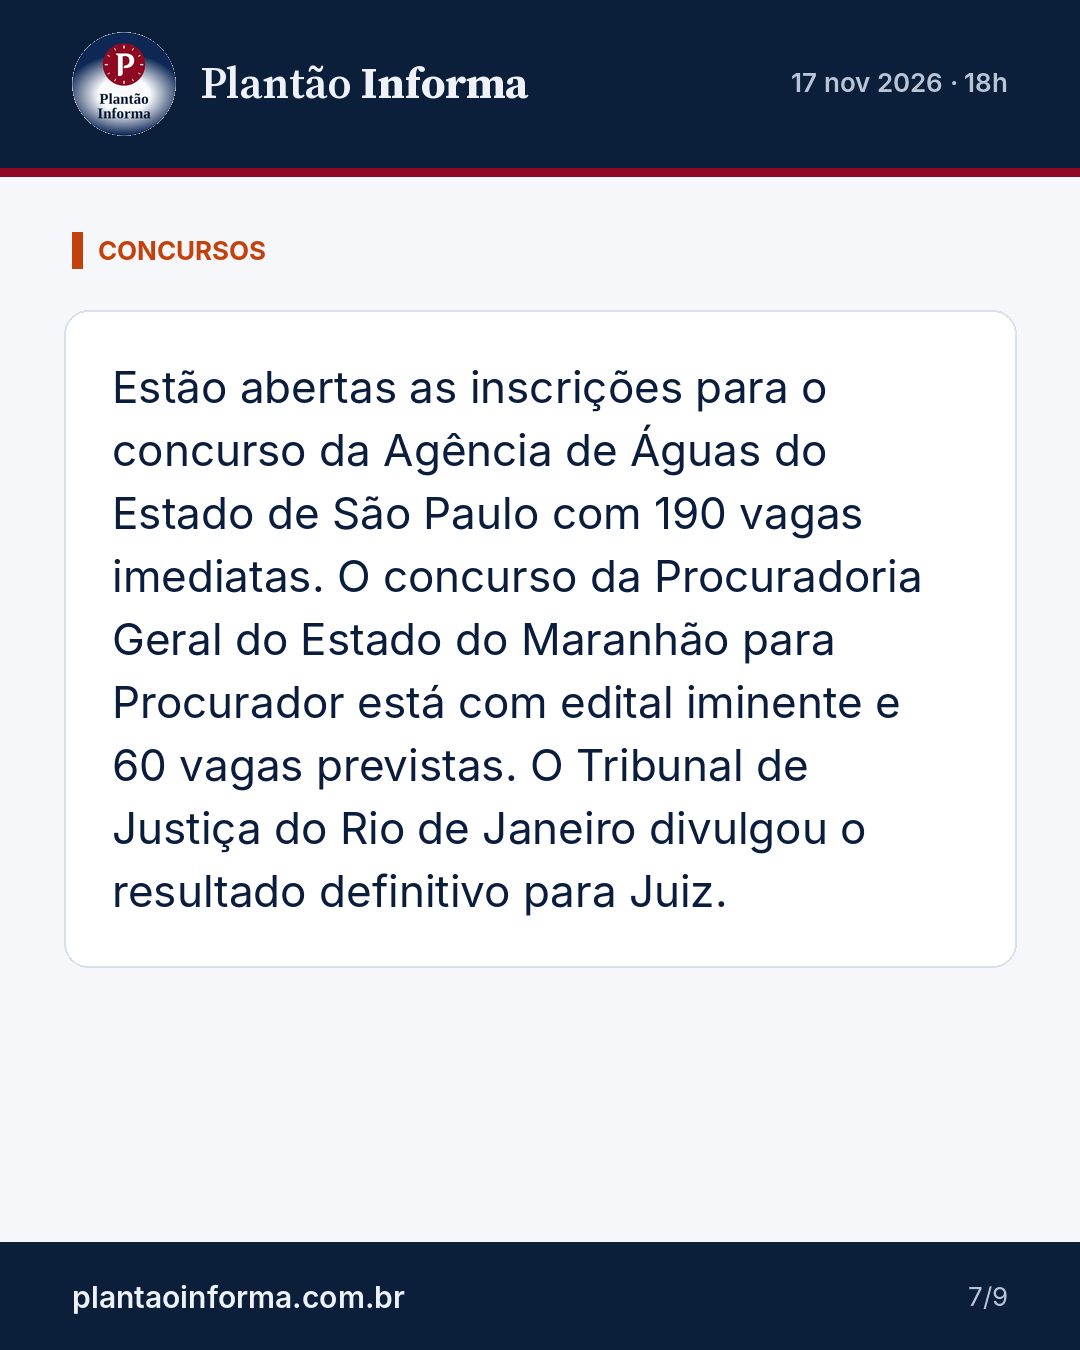 P
Plantão
Informa
Plantão Informa
17 nov 2026 · 18h
CONCURSOS
Estão abertas as inscrições para o
concurso da Agência de Águas do
Estado de São Paulo com 190 vagas
imediatas. O concurso da Procuradoria
Geral do Estado do Maranhão para
Procurador está com edital iminente e
60 vagas previstas. O Tribunal de
Justiça do Rio de Janeiro divulgou o
resultado definitivo para Juiz.
plantaoinforma.com.br
7/9